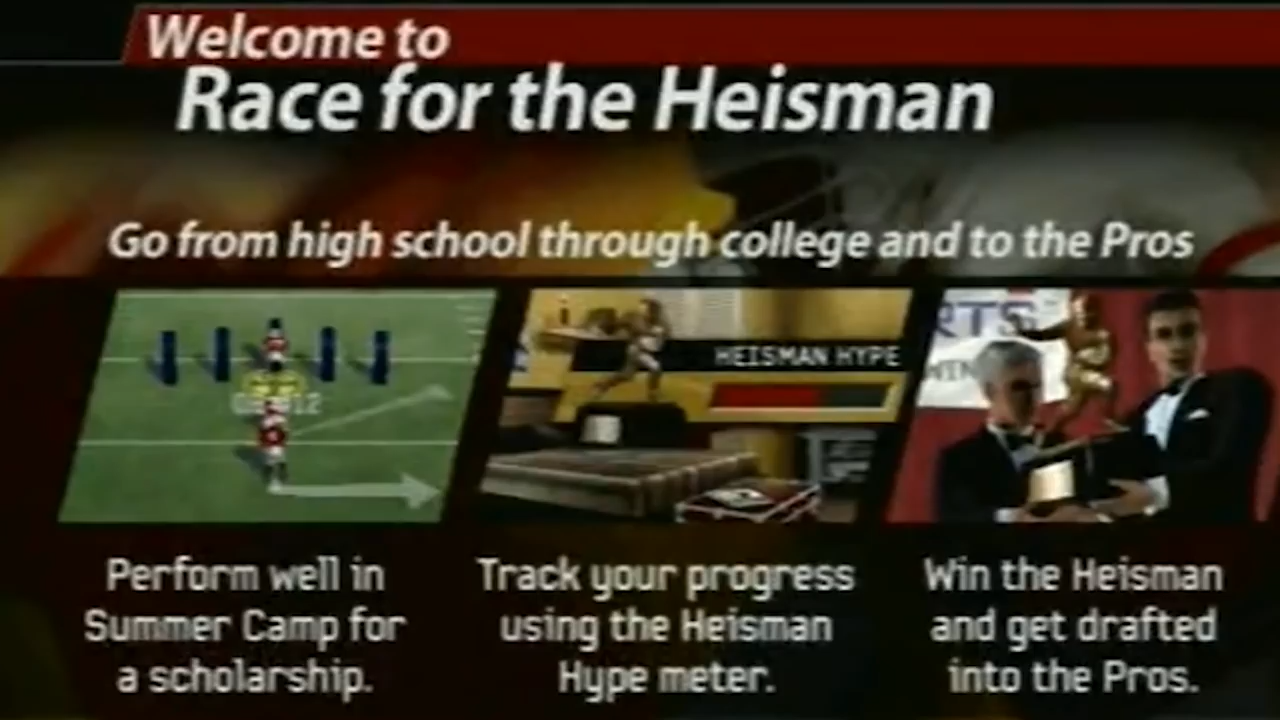 Welcome to
Race for the Heisman
Go from high school through college and to the Pros
HEISMAN HYPE
RTS
WIN
Perform well in
Summer Camp for
a scholarship.
Track your progress
using the Heisman
Hype meter.
Win the Heisman
and get drafted
into the Pros.